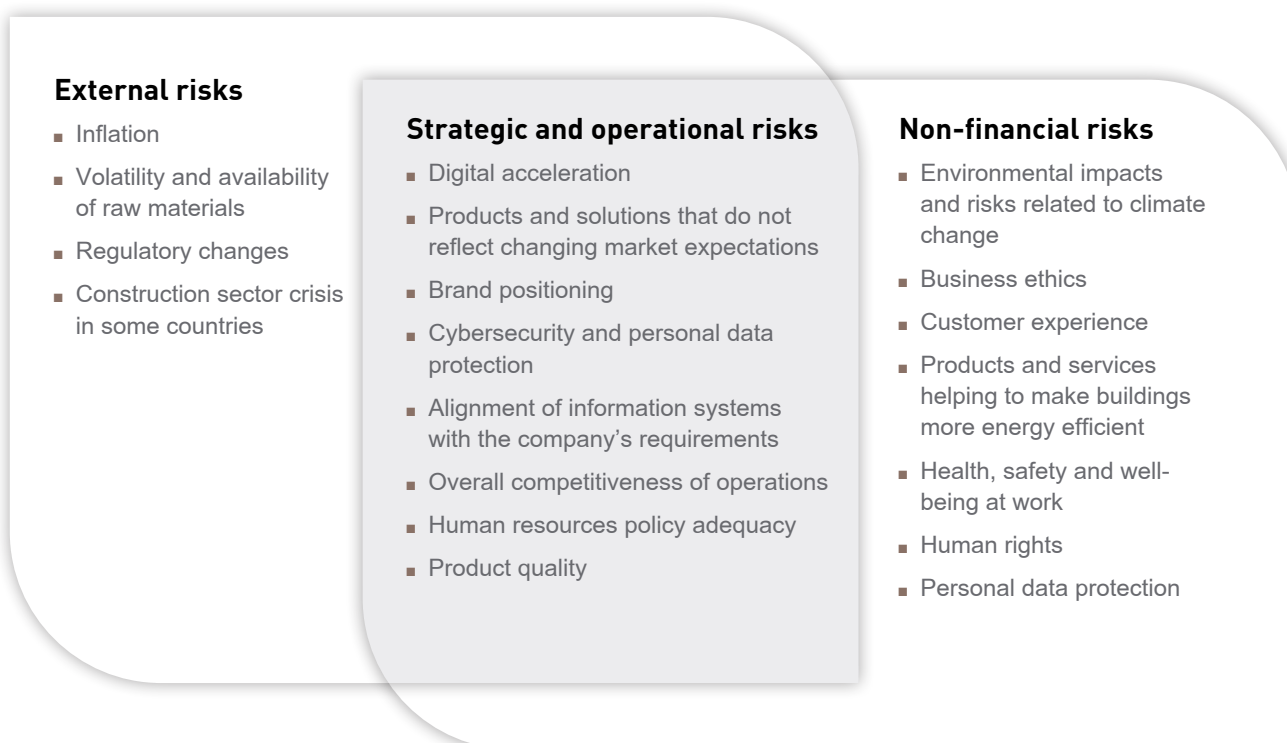 External risks
▪ Inflation
▪ Volatility and availability
of raw materials
▪ Regulatory changes
▪ Construction sector crisis
in some countries
Strategic and operational risks
▪ Digital acceleration
▪ Products and solutions that do not
reflect changing market expectations
▪ Brand positioning
▪ Cybersecurity and personal data
protection
▪ Alignment of information systems
with the company’s requirements
▪ Overall competitiveness of operations
▪ Human resources policy adequacy
▪ Product quality
Non-financial risks
▪ Environmental impacts
and risks related to climate
change
▪ Business ethics
▪ Customer experience
▪ Products and services
helping to make buildings
more energy efficient
▪ Health, safety and well-
being at work
▪ Human rights
▪ Personal data protection